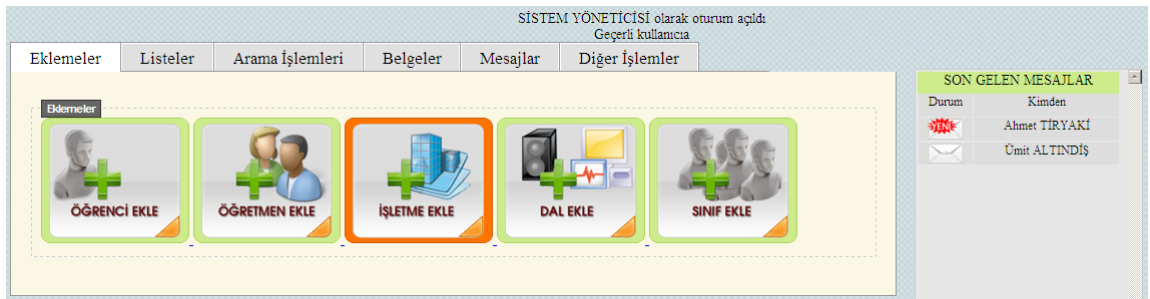 SİSTEM YÖNETİCİSİ olarak oturum açıldı
Geçerli kullanıcıa
Eklemeler Listeler Arama İşlemleri Belgeler Mesajlar Diğer İşlemler
Eklemeler
ÖĞRENCİ EKLE ÖĞRETMEN EKLE İŞLETME EKLE DAL EKLE SINIF EKLE
SON GELEN MESAJLAR
Durum Kimden
YENİ Ahmet TİRYAKİ
Ümit ALTINDİŞ